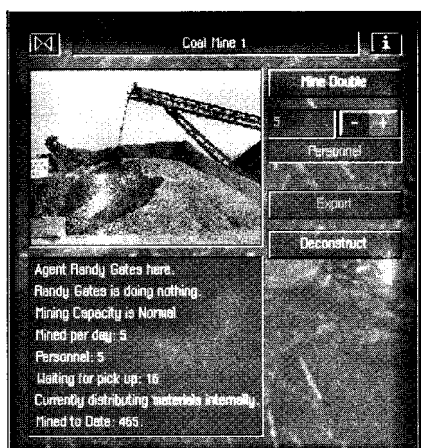 Coal Mine 1
i
Mine Double
5 - +
Personnel
Export
Deconstruct
Agent Randy Gates here.
Randy Gates is doing nothing.
Mining Capacity is Normal
Mined per day: 5
Personnel: 5
Waiting for pick up: 16
Currently distributing materials internally.
Mined to Date: 465.